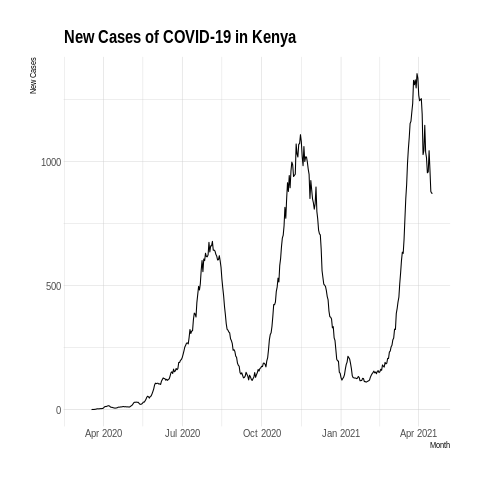 New Cases of COVID-19 in Kenya
New Cases
1000
500
0
Apr 2020 Jul 2020 Oct 2020 Jan 2021 Apr 2021
Month